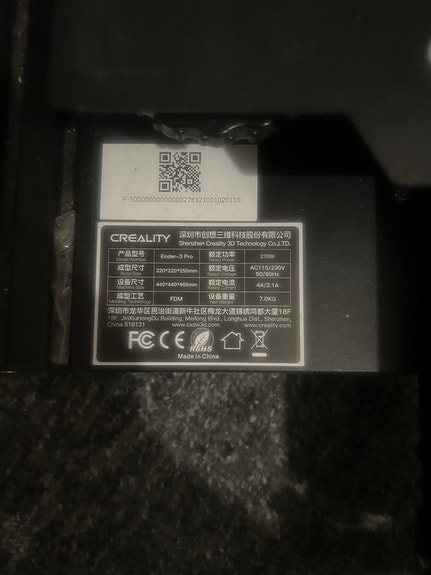 CREALITY
深圳市创想三维科技股份有限公司
Shenzhen Creality 3D Technology Co.,LTD.
产品型号 Model Number Ender-3 Pro 额定功率 Rated Power 270W
成型尺寸 Build Size 220*220*250mm 额定电压 Rated Voltage AC115/230V 50/60Hz
设备尺寸 Machine Size 440*440*465mm 额定电流 Rated Current 4A/2.1A
成型工艺 Molding Technology FDM 设备重量 Net Weight 7.0KG
深圳市龙华区民治街道新牛社区梅龙大道锦绣鸿都大厦18F
18F, JinXiuHongDu Building, Meilong Blvd., Longhua Dist., Shenzhen,
China 518131 www.cxsw3d.com www.creality.com
FC CE RoHS
Made in China